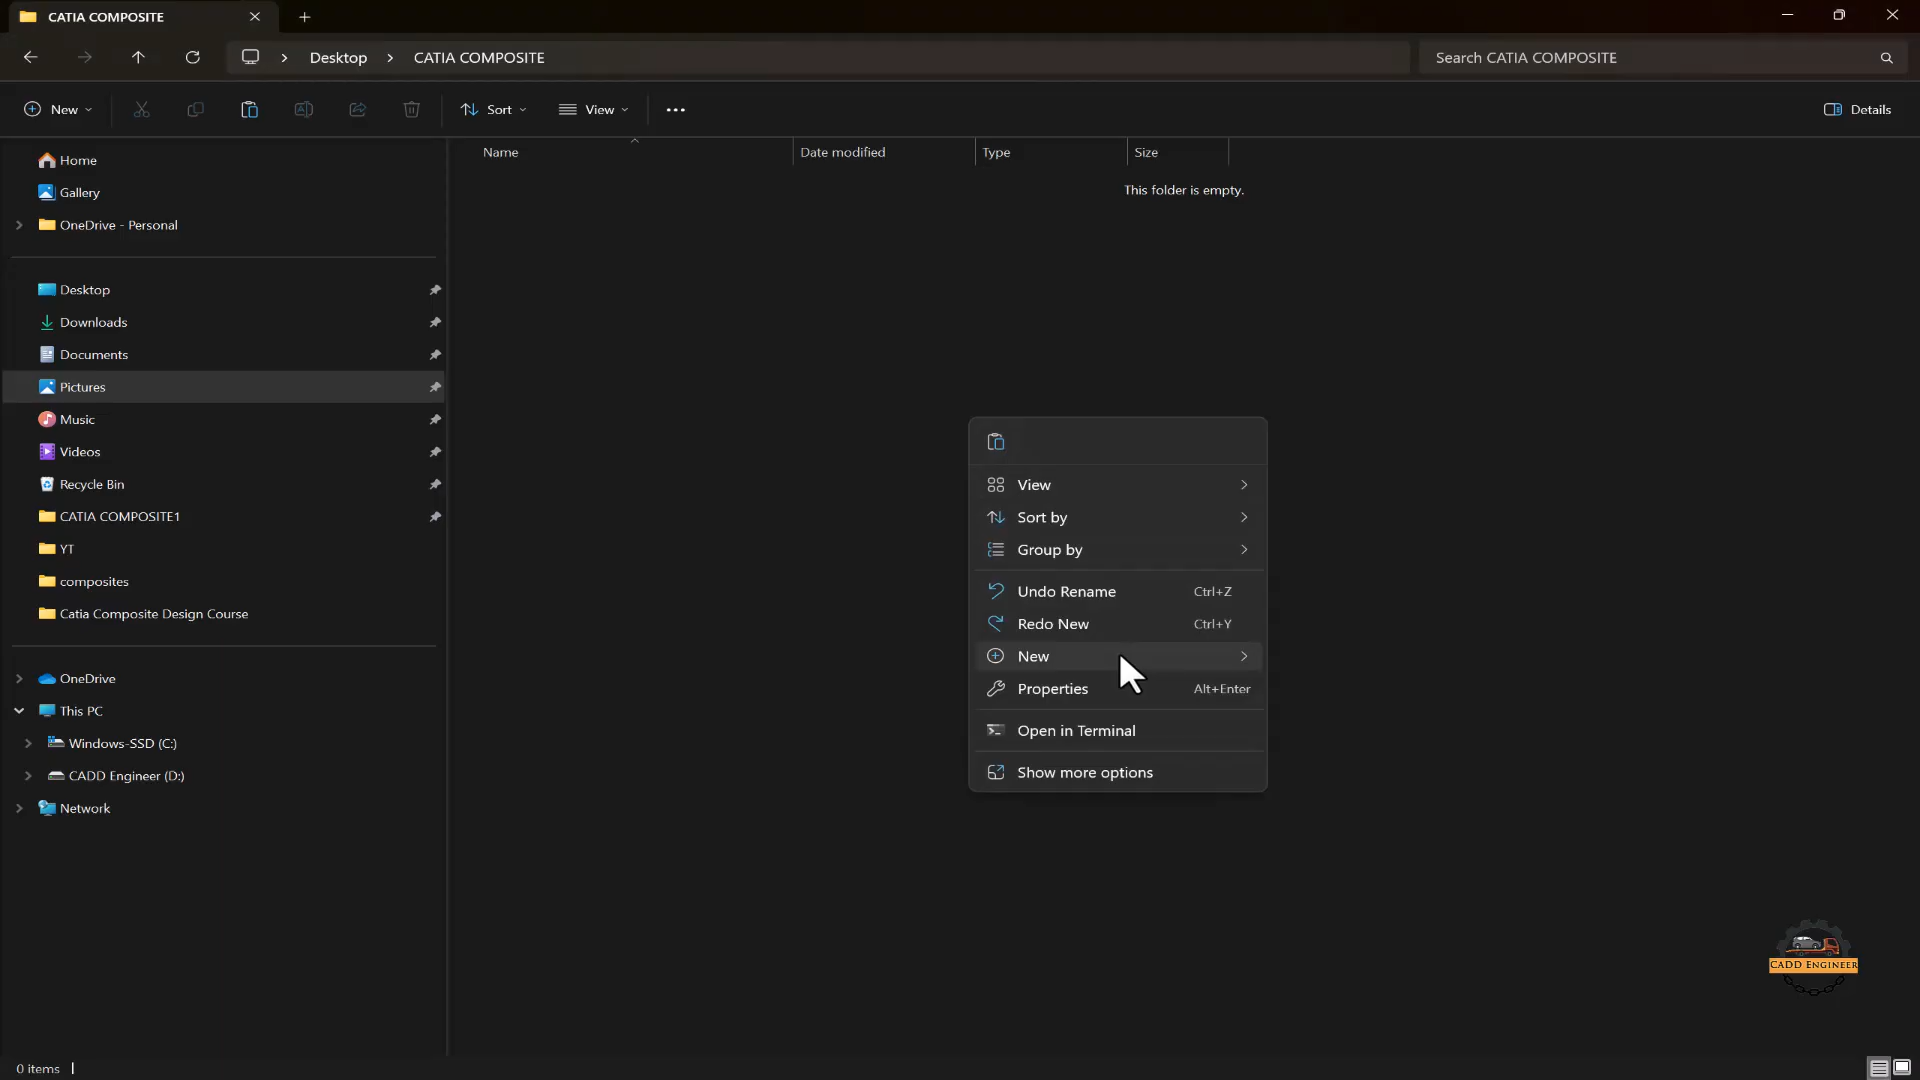 CATIA COMPOSITE
Desktop
CATIA COMPOSITE
Search CATIA COMPOSITE
New
Sort
View
Details
Home
Gallery
OneDrive - Personal
Desktop
Downloads
Documents
Pictures
Music
Videos
Recycle Bin
CATIA COMPOSITE1
YT
composites
Catia Composite Design Course
OneDrive
This PC
Windows-SSD (C:)
CADD Engineer (D:)
Network
Name
Date modified
Type
Size
This folder is empty.
View
Sort by
Group by
Undo Rename Ctrl+Z
Redo New Ctrl+Y
New
Properties Alt+Enter
Open in Terminal
Show more options
CADD ENGINEER
0 items